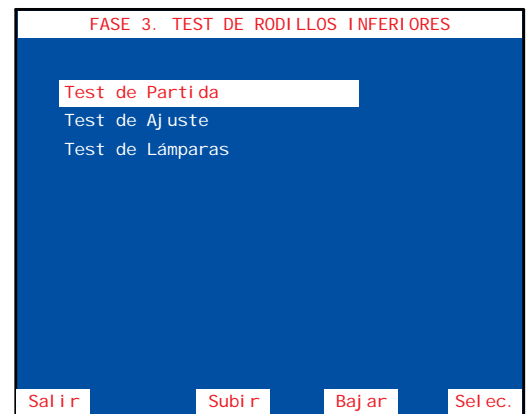 FASE 3. TEST DE RODILLOS INFERIORES
Test de Partida
Test de Ajuste
Test de Lámparas
Salir Subir Bajar Selec.